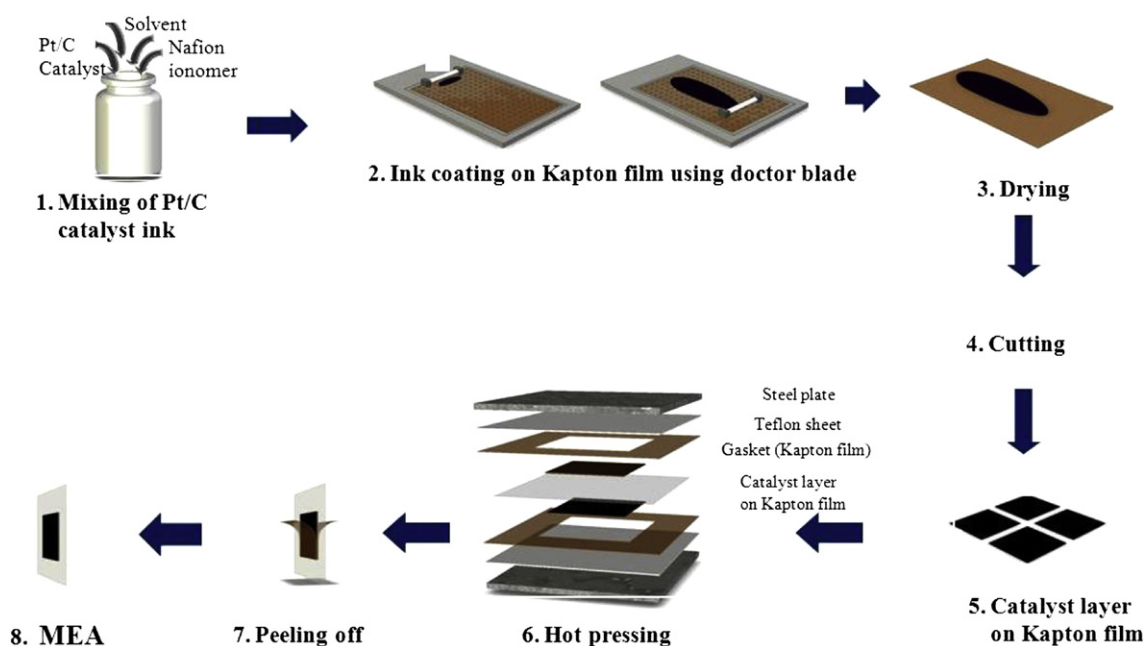 Solvent
Pt/C
Catalyst
Nafion
ionomer
1. Mixing of Pt/C
catalyst ink
2. Ink coating on Kapton film using doctor blade
3. Drying
4. Cutting
5. Catalyst layer
on Kapton film
Steel plate
Teflon sheet
Gasket (Kapton film)
Catalyst layer
on Kapton film
6. Hot pressing
7. Peeling off
8. MEA